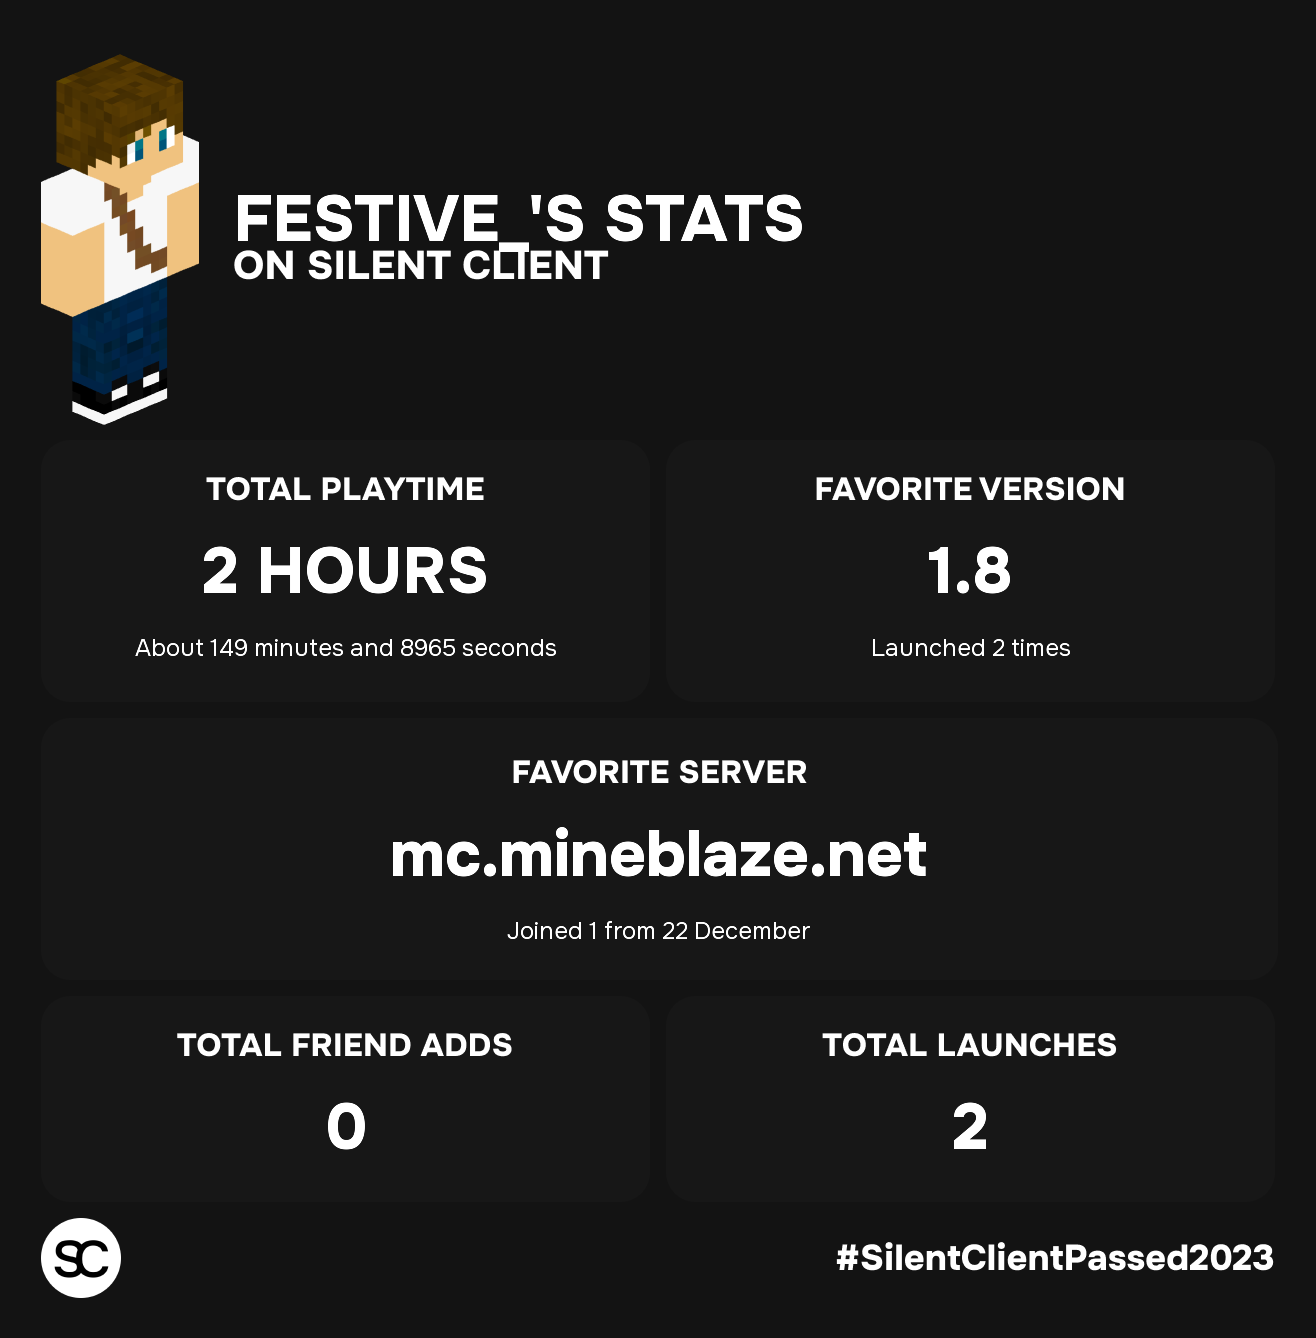 FESTIVE_'S STATS
ON SILENT CLIENT
TOTAL PLAYTIME
2 HOURS
About 149 minutes and 8965 seconds
FAVORITE VERSION
1.8
Launched 2 times
FAVORITE SERVER
mc.mineblaze.net
Joined 1 from 22 December
TOTAL FRIEND ADDS
0
TOTAL LAUNCHES
2
SC
#SilentClientPassed2023